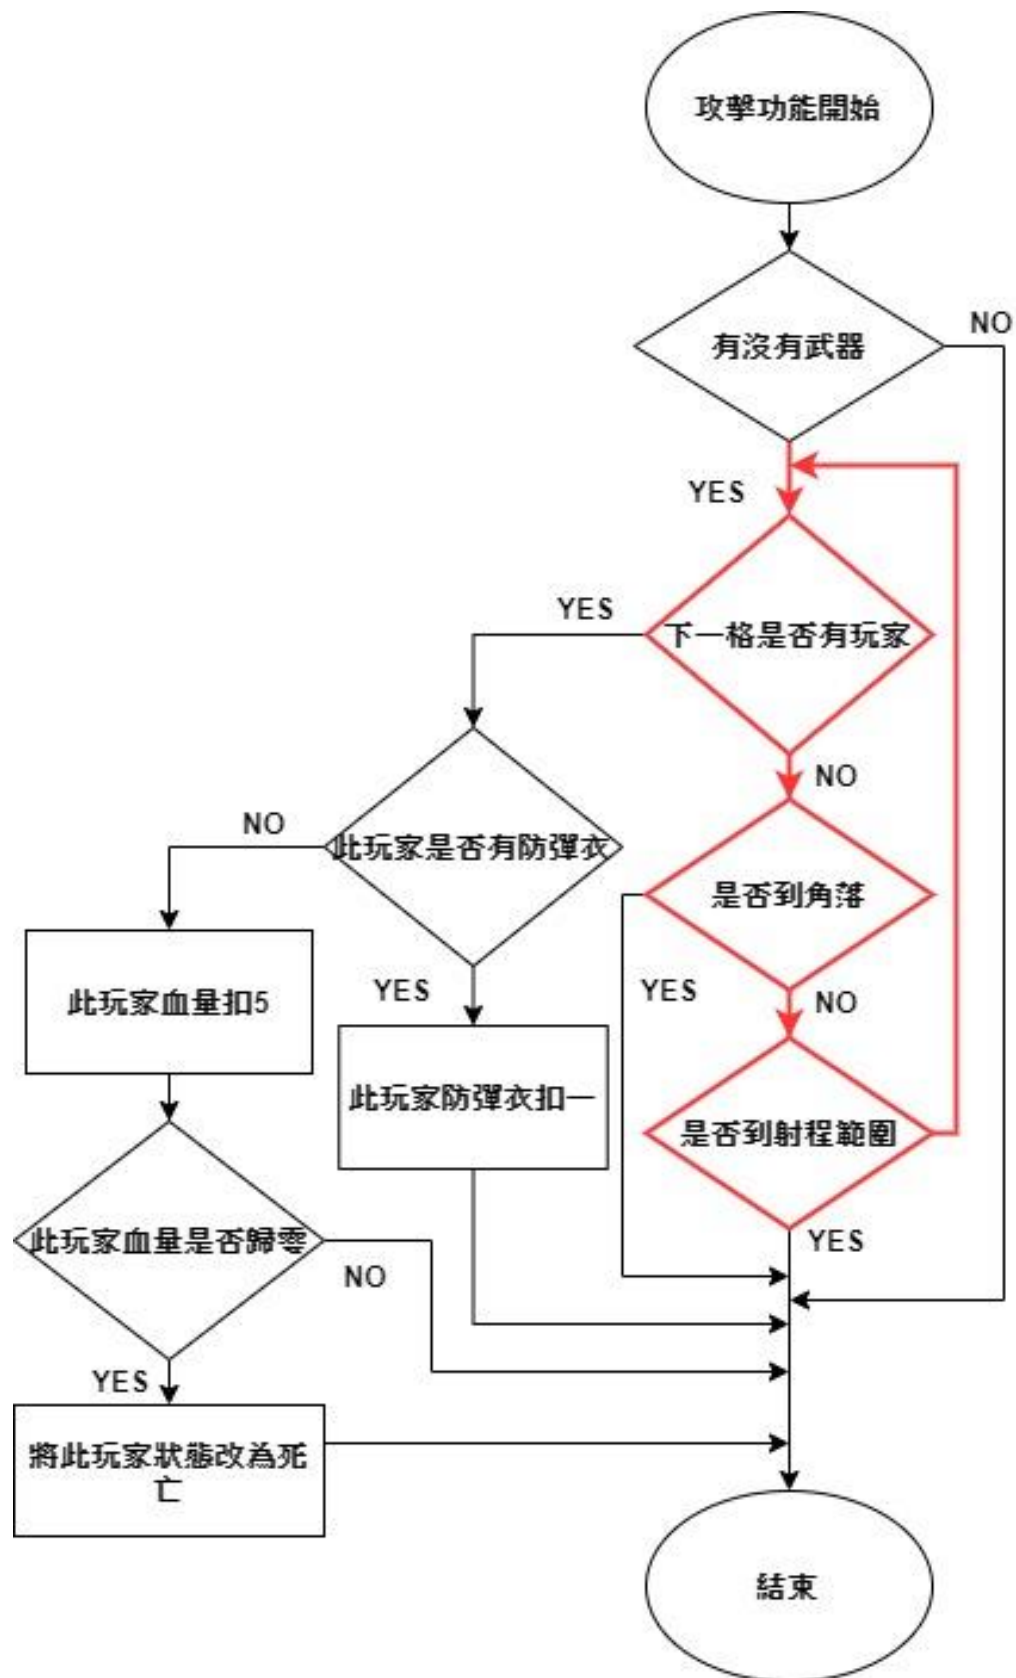 攻擊功能開始
有沒有武器
NO
YES
下一格是否有玩家
YES
NO
此玩家是否有防彈衣
NO
是否到角落
YES
YES
NO
此玩家血量扣5
此玩家防彈衣扣一
是否到射程範圍
YES
此玩家血量是否歸零
NO
YES
將此玩家狀態改為死
亡
結束